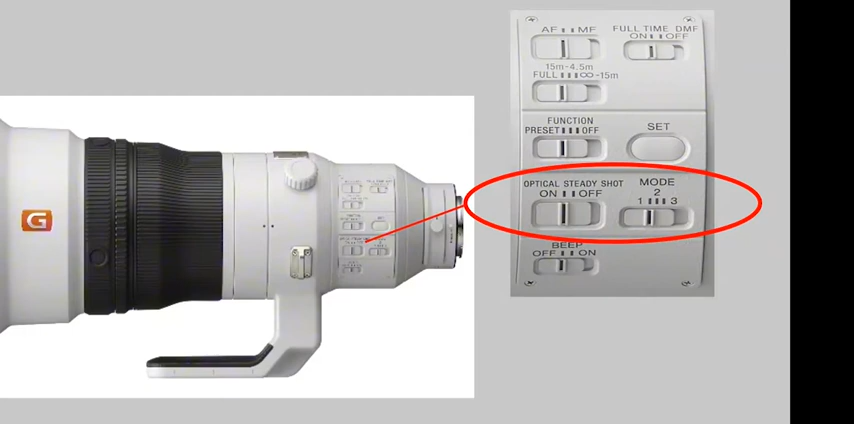 AF MF
FULL TIME DMF
ON OFF
15m-4.5m
FULL ∞-15m
FUNCTION
PRESET OFF
SET
OPTICAL STEADY SHOT
ON OFF
MODE
2
1 3
BEEP
OFF ON
G